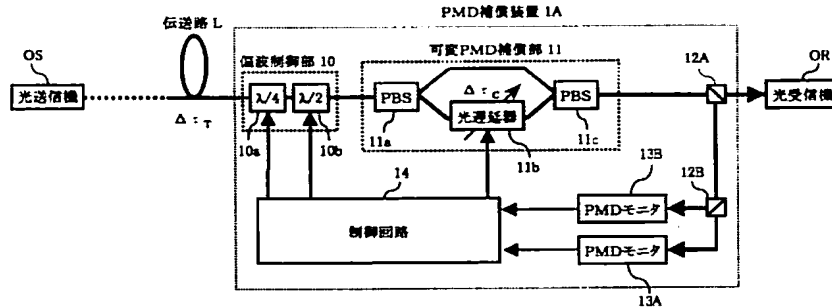 PMD補償装置 1A
伝送路 L
偏波制御部 10
可変PMD補償部 11
12A
OS
光送信機
ΔτT
λ/4
λ/2
10a
10b
PBS
11a
Δτc
光遅延器
11b
PBS
11c
OR
光受信機
14
制御回路
13B
PMDモニタ
12B
PMDモニタ
13A